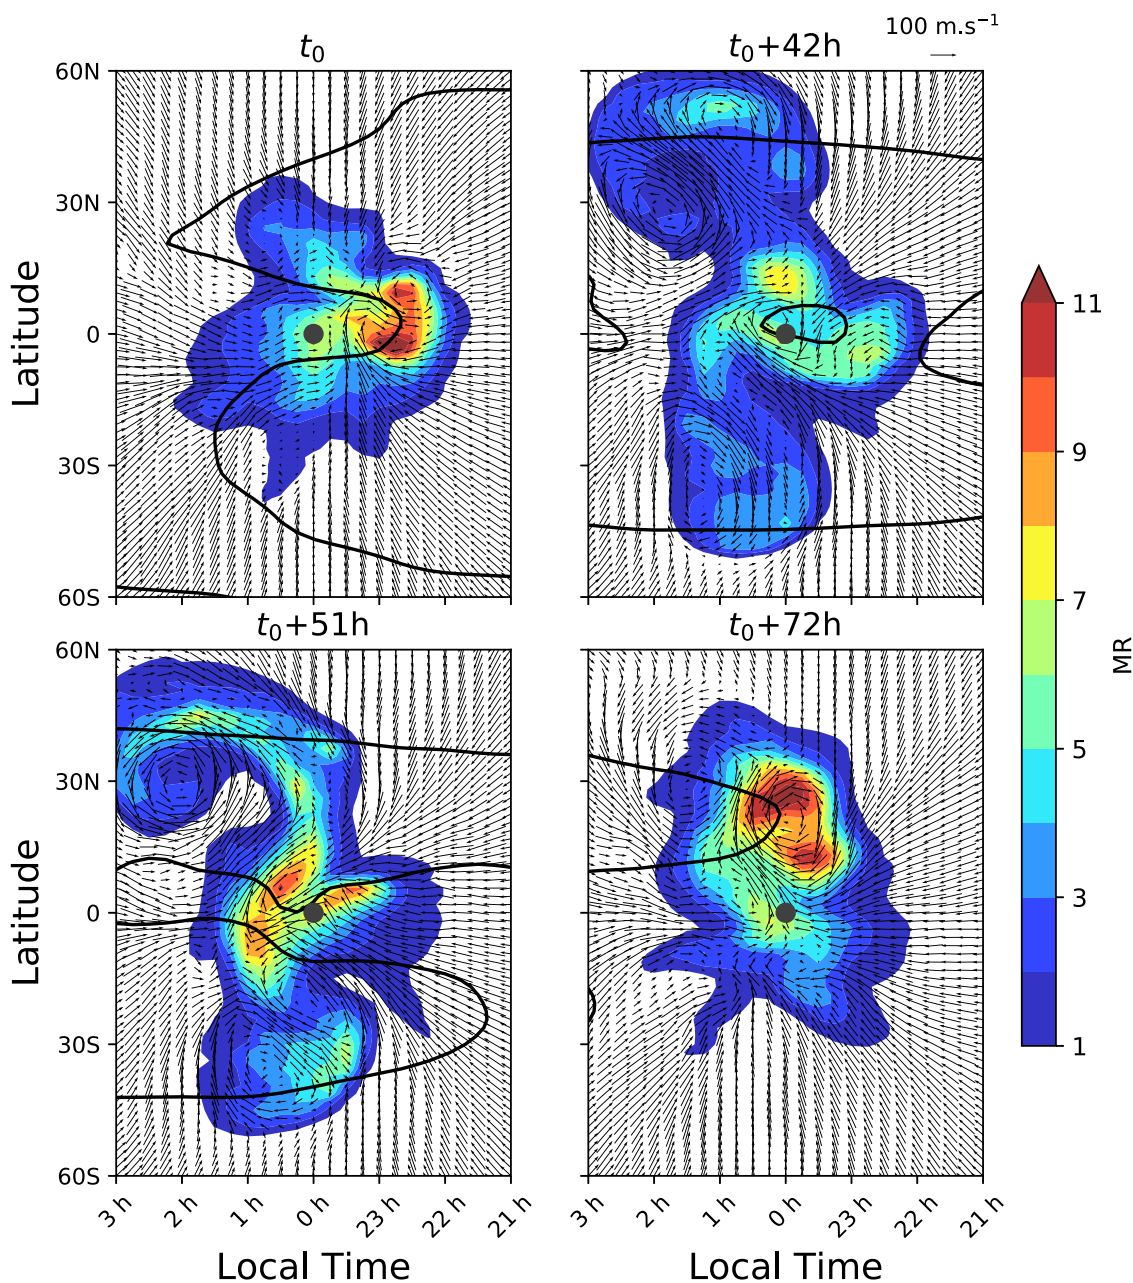 100 m.s⁻¹
t₀
t₀+42h
60N
30N
0
30S
60S
Latitude
t₀+51h
t₀+72h
60N
30N
0
30S
60S
Latitude
3 h 2 h 1 h 0 h 23 h 22 h 21 h
3 h 2 h 1 h 0 h 23 h 22 h 21 h
Local Time
Local Time
11
9
7
5
3
1
MR